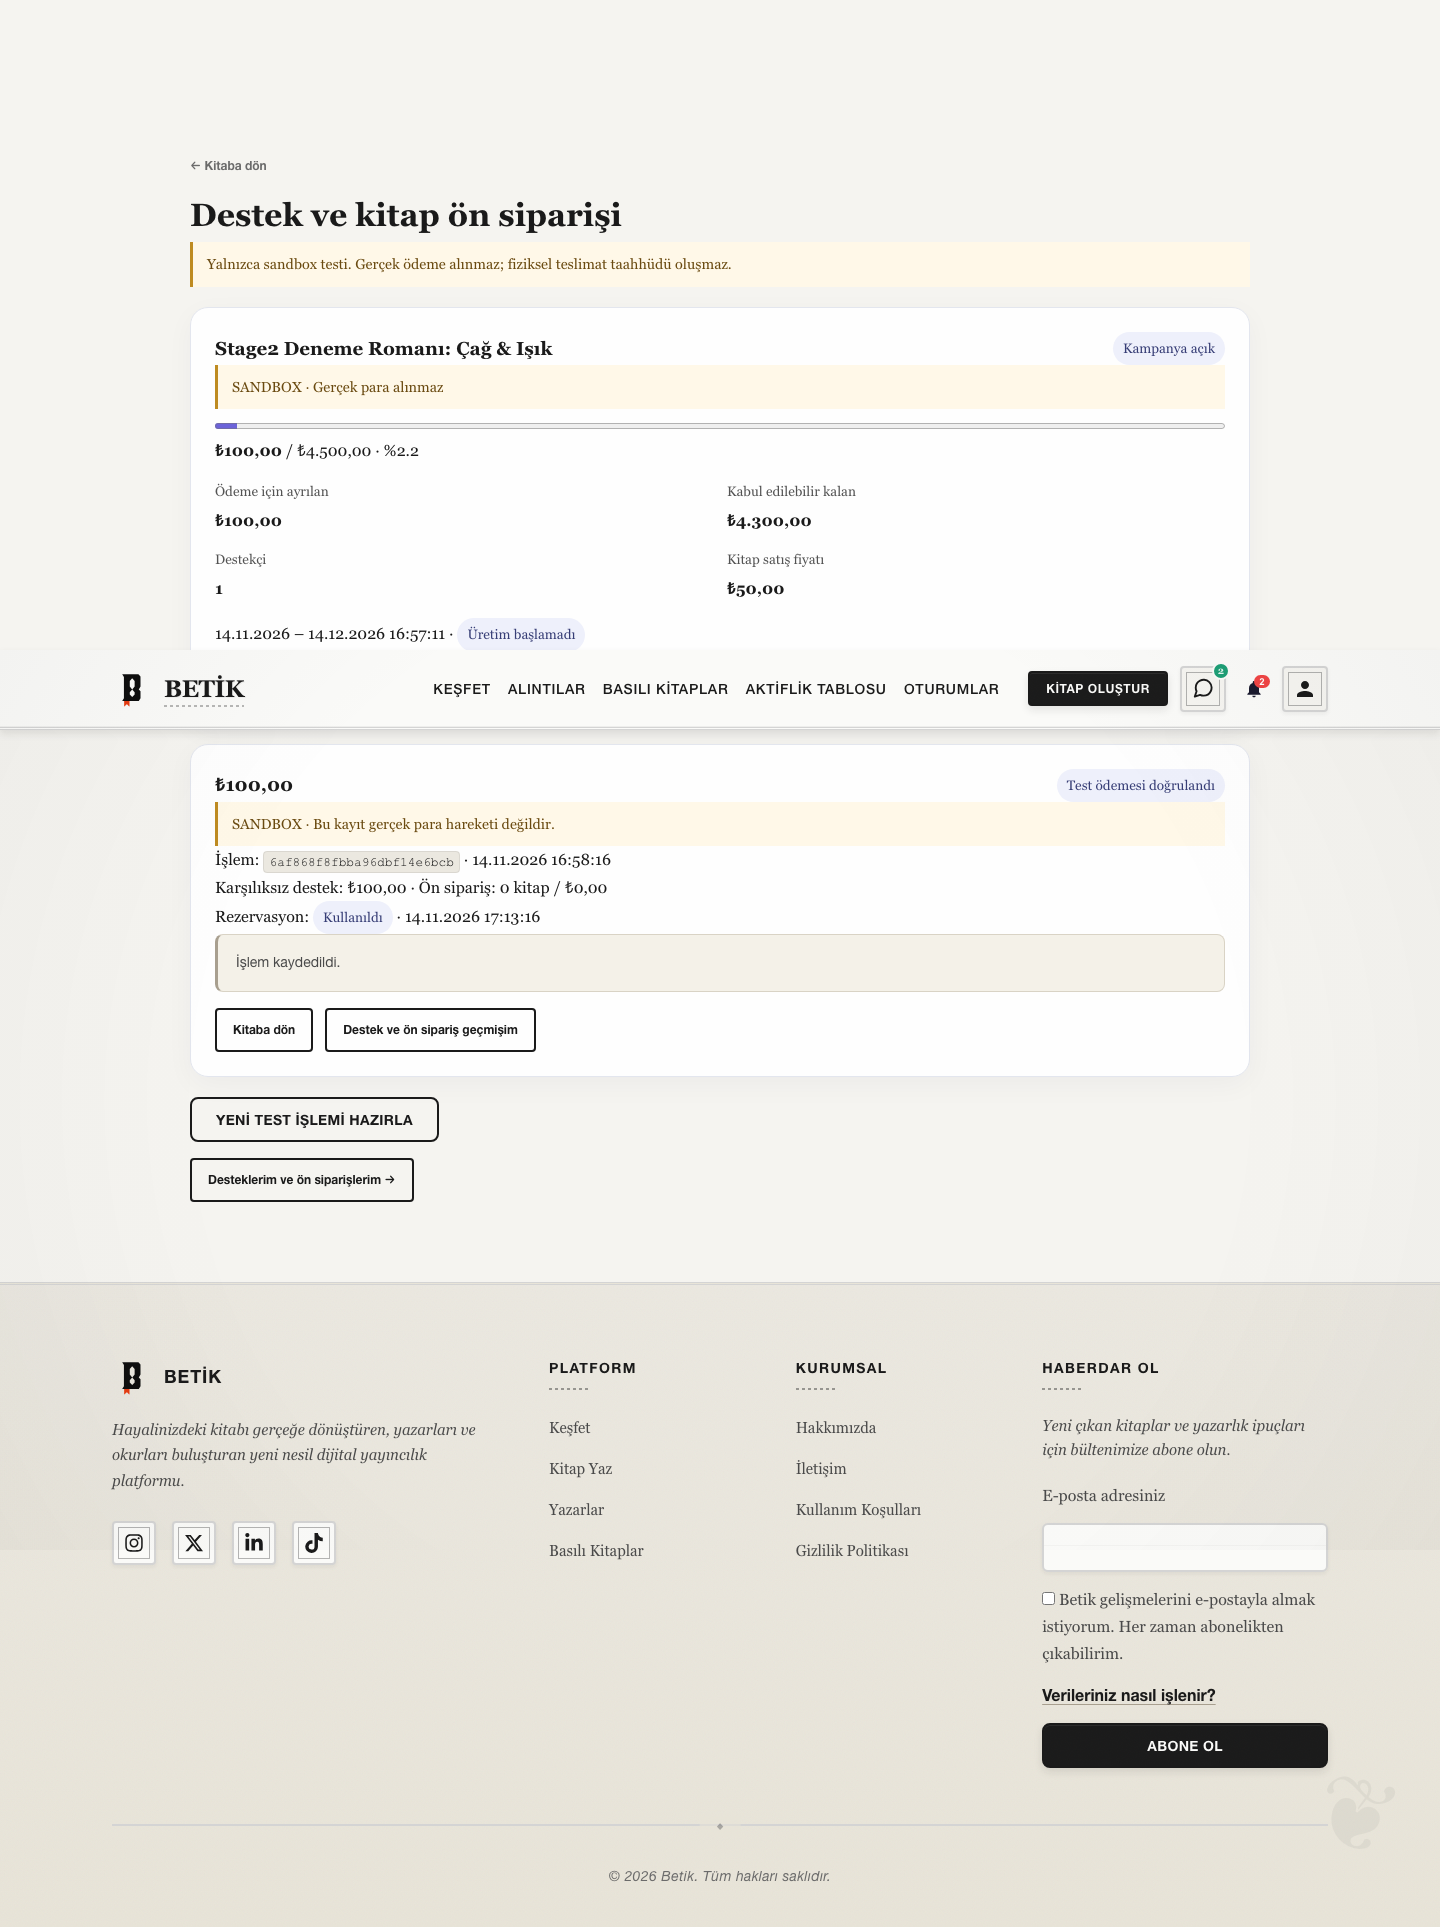 ← Kitaba dön
Destek ve kitap ön siparişi
Yalnızca sandbox testi. Gerçek ödeme alınmaz; fiziksel teslimat taahhüdü oluşmaz.
Stage2 Deneme Romanı: Çağ & Işık
Kampanya açık
SANDBOX · Gerçek para alınmaz
₺100,00 / ₺4.500,00 · %2.2
Ödeme için ayrılan
₺100,00
Kabul edilebilir kalan
₺4.300,00
Destekçi
1
Kitap satış fiyatı
₺50,00
14.11.2026 – 14.12.2026 16:57:11 · Üretim başlamadı
BETİK
KEŞFET
ALINTILAR
BASILI KİTAPLAR
AKTİFLİK TABLOSU
OTURUMLAR
KİTAP OLUŞTUR
2
2
₺100,00
Test ödemesi doğrulandı
SANDBOX · Bu kayıt gerçek para hareketi değildir.
İşlem: 6af868f8fbba96dbf14e6bcb · 14.11.2026 16:58:16
Karşılıksız destek: ₺100,00 · Ön sipariş: 0 kitap / ₺0,00
Rezervasyon: Kullanıldı · 14.11.2026 17:13:16
İşlem kaydedildi.
Kitaba dön
Destek ve ön sipariş geçmişim
YENİ TEST İŞLEMİ HAZIRLA
Desteklerim ve ön siparişlerim →
BETİK
Hayalinizdeki kitabı gerçeğe dönüştüren, yazarları ve
okurları buluşturan yeni nesil dijital yayıncılık
platformu.
PLATFORM
Keşfet
Kitap Yaz
Yazarlar
Basılı Kitaplar
KURUMSAL
Hakkımızda
İletişim
Kullanım Koşulları
Gizlilik Politikası
HABERDAR OL
Yeni çıkan kitaplar ve yazarlık ipuçları
için bültenimize abone olun.
E-posta adresiniz
Betik gelişmelerini e-postayla almak
istiyorum. Her zaman abonelikten
çıkabilirim.
Verileriniz nasıl işlenir?
ABONE OL
© 2026 Betik. Tüm hakları saklıdır.